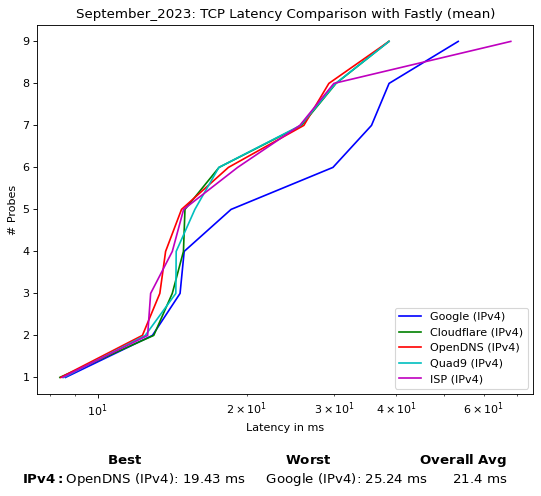 September_2023: TCP Latency Comparison with Fastly (mean)
9
8
7
6
5
4
3
2
1
# Probes
Google (IPv4)
Cloudflare (IPv4)
OpenDNS (IPv4)
Quad9 (IPv4)
ISP (IPv4)
10¹ 2 × 10¹ 3 × 10¹ 4 × 10¹ 6 × 10¹
Latency in ms
Best Worst Overall Avg
IPv4: OpenDNS (IPv4): 19.43 ms Google (IPv4): 25.24 ms 21.4 ms